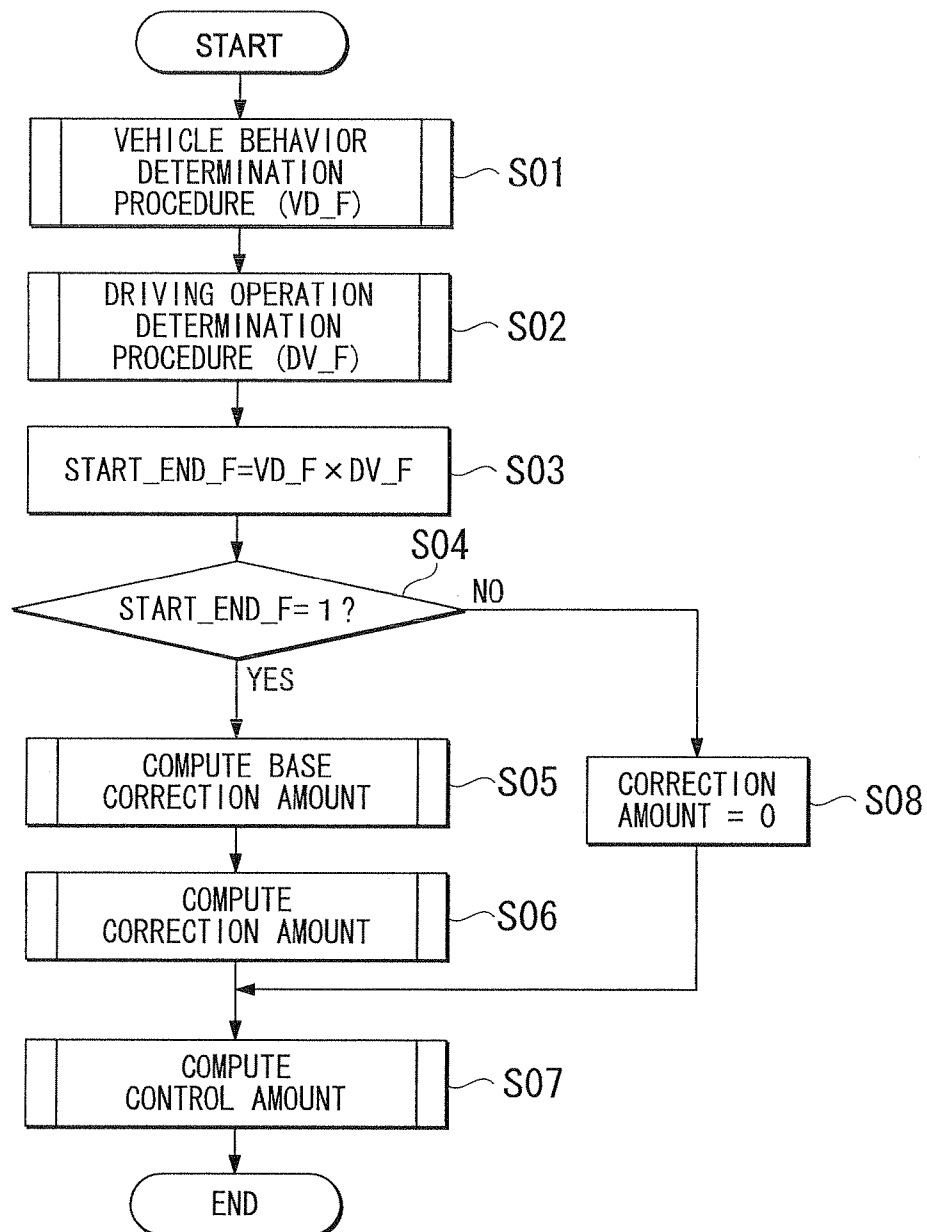 START
VEHICLE BEHAVIOR
DETERMINATION
PROCEDURE (VD_F)
S01
DRIVING OPERATION
DETERMINATION
PROCEDURE (DV_F)
S02
START_END_F=VD_F×DV_F
S03
S04
START_END_F=1?
NO
YES
COMPUTE BASE
CORRECTION AMOUNT
S05
CORRECTION
AMOUNT = 0
S08
COMPUTE
CORRECTION AMOUNT
S06
COMPUTE
CONTROL AMOUNT
S07
END